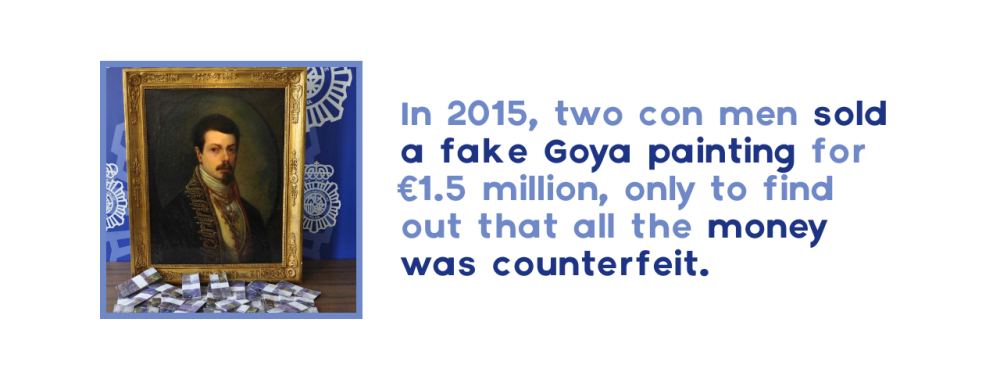 In 2015, two con men sold
a fake Goya painting for
€1.5 million, only to find
out that all the money
was counterfeit.